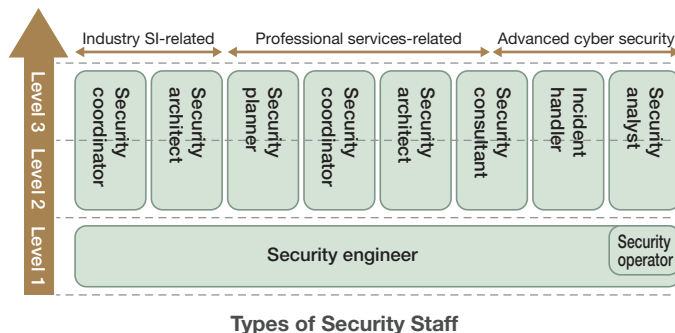 Industry SI-related
Professional services-related
Advanced cyber security
Level 3
Level 2
Level 1
Security
coordinator
Security
architect
Security
planner
Security
coordinator
Security
architect
Security
consultant
Incident
handler
Security
analyst
Security engineer
Security
operator
Types of Security Staff